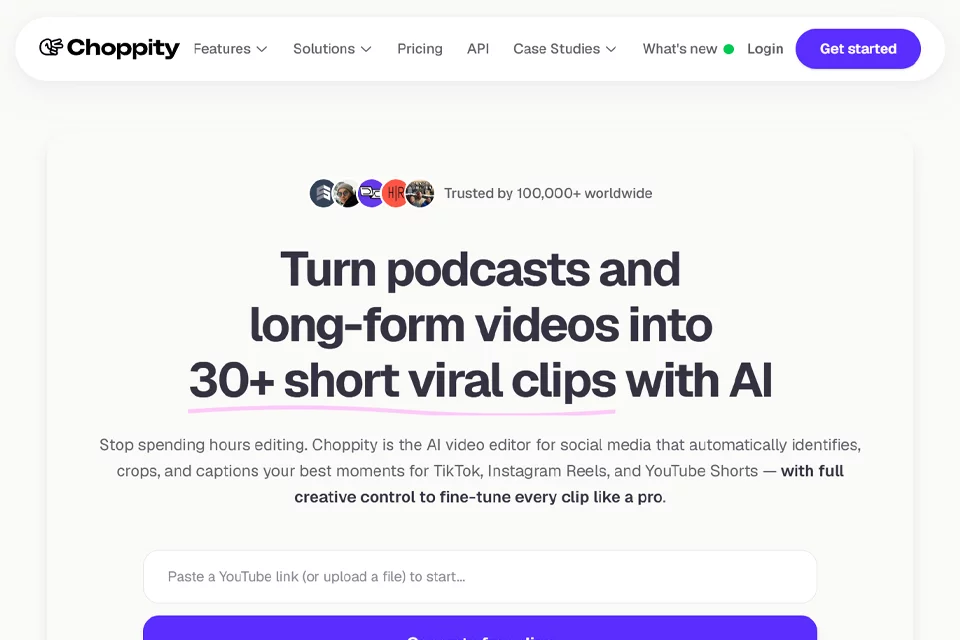 Choppity
Features
Solutions
Pricing
API
Case Studies
What's new
Login
Get started
H|R
Trusted by 100,000+ worldwide
Turn podcasts and
long-form videos into
30+ short viral clips with AI
Stop spending hours editing. Choppity is the AI video editor for social media that automatically identifies,
crops, and captions your best moments for TikTok, Instagram Reels, and YouTube Shorts — with full
creative control to fine-tune every clip like a pro.
Paste a YouTube link (or upload a file) to start...